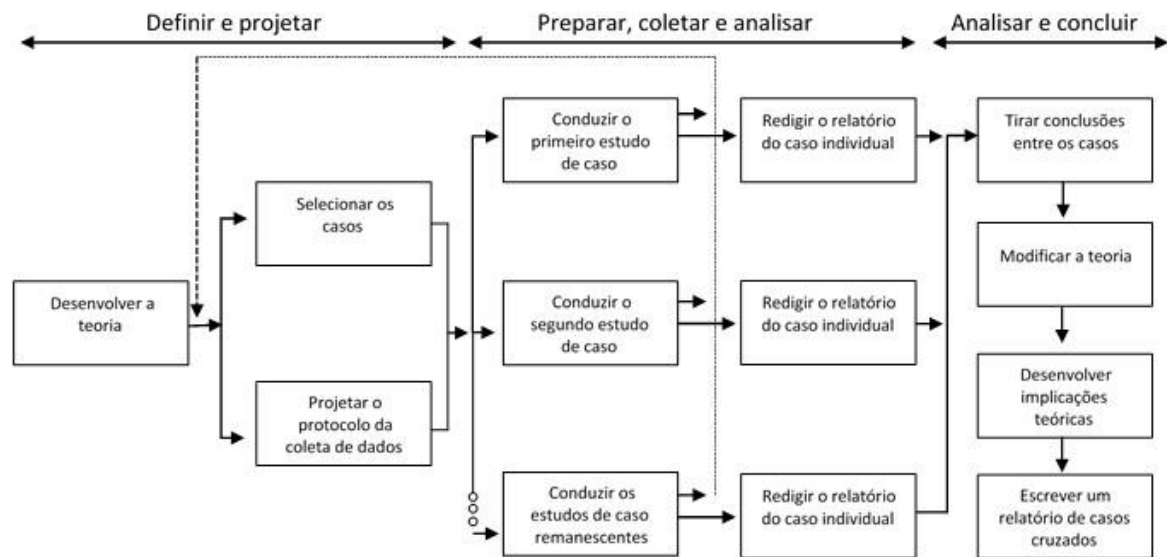 Definir e projetar
Preparar, coletar e analisar
Analisar e concluir
Desenvolver a
teoria
Selecionar os
casos
Projetar o
protocolo da
coleta de dados
Conduzir o
primeiro estudo
de caso
Redigir o relatório
do caso individual
Conduzir o
segundo estudo
de caso
Redigir o relatório
do caso individual
Conduzir os
estudos de caso
remanescentes
Redigir o relatório
do caso individual
Tirar conclusões
entre os casos
Modificar a teoria
Desenvolver
implicações
teóricas
Escrever um
relatório de casos
cruzados